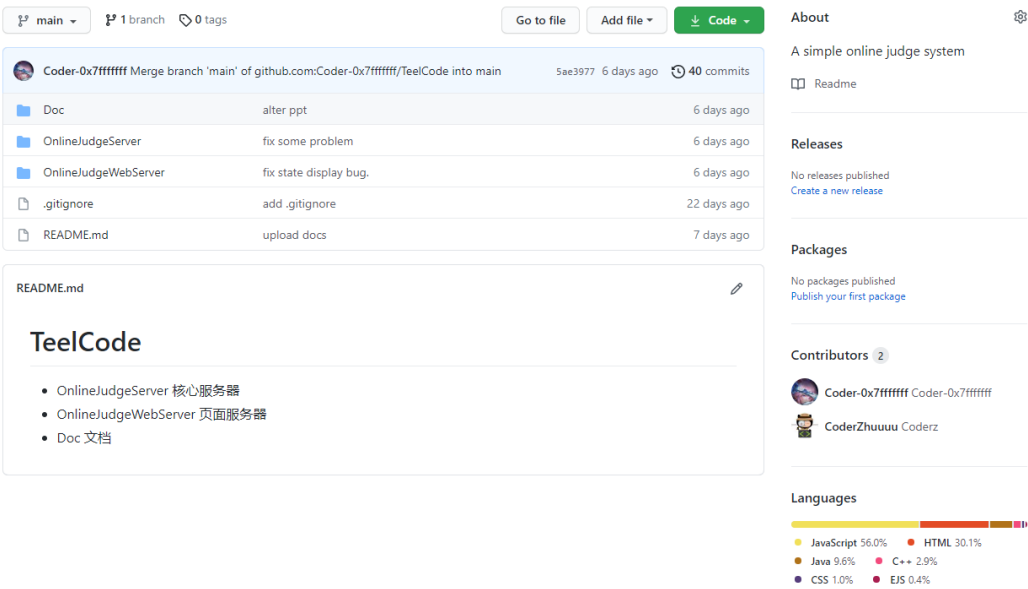 main 1 branch 0 tags Go to file Add file Code
Coder-0x7fffffff Merge branch 'main' of github.com:Coder-0x7fffffff/TeelCode into main 5ae3977 6 days ago 40 commits
Doc alter ppt 6 days ago
OnlineJudgeServer fix some problem 6 days ago
OnlineJudgeWebServer fix state display bug. 6 days ago
.gitignore add .gitignore 22 days ago
README.md upload docs 7 days ago
README.md
TeelCode
OnlineJudgeServer 核心服务器
OnlineJudgeWebServer 页面服务器
Doc 文档
About
A simple online judge system
Readme
Releases
No releases published
Create a new release
Packages
No packages published
Publish your first package
Contributors 2
Coder-0x7fffffff Coder-0x7fffffff
CoderZhuuuu Coderz
Languages
JavaScript 56.0% HTML 30.1%
Java 9.6% C++ 2.9%
CSS 1.0% EJS 0.4%